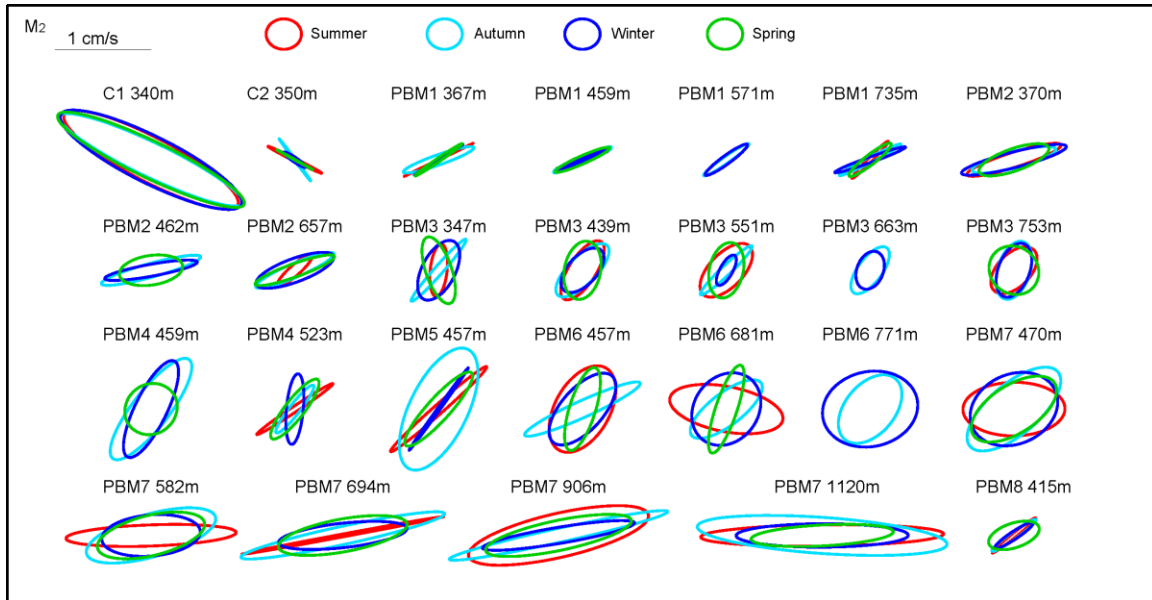 M2
1 cm/s
Summer Autumn Winter Spring
C1 340m C2 350m PBM1 367m PBM1 459m PBM1 571m PBM1 735m PBM2 370m
PBM2 462m PBM2 657m PBM3 347m PBM3 439m PBM3 551m PBM3 663m PBM3 753m
PBM4 459m PBM4 523m PBM5 457m PBM6 457m PBM6 681m PBM6 771m PBM7 470m
PBM7 582m PBM7 694m PBM7 906m PBM7 1120m PBM8 415m